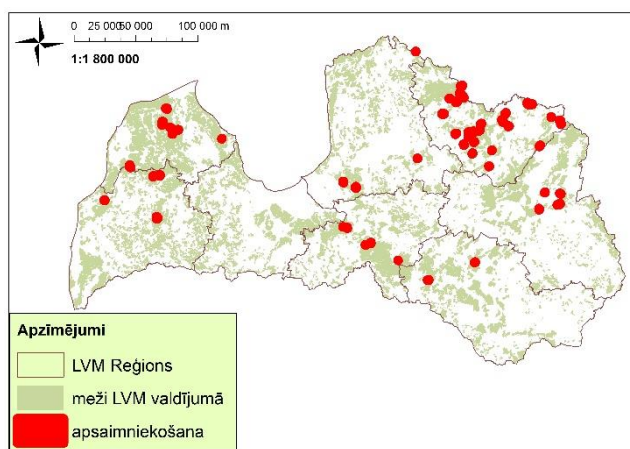 0 25 000 50 000 100 000 m
1:1 800 000
Apzīmējumi
LVM Reģions
meži LVM valdījumā
apsaimniekošana